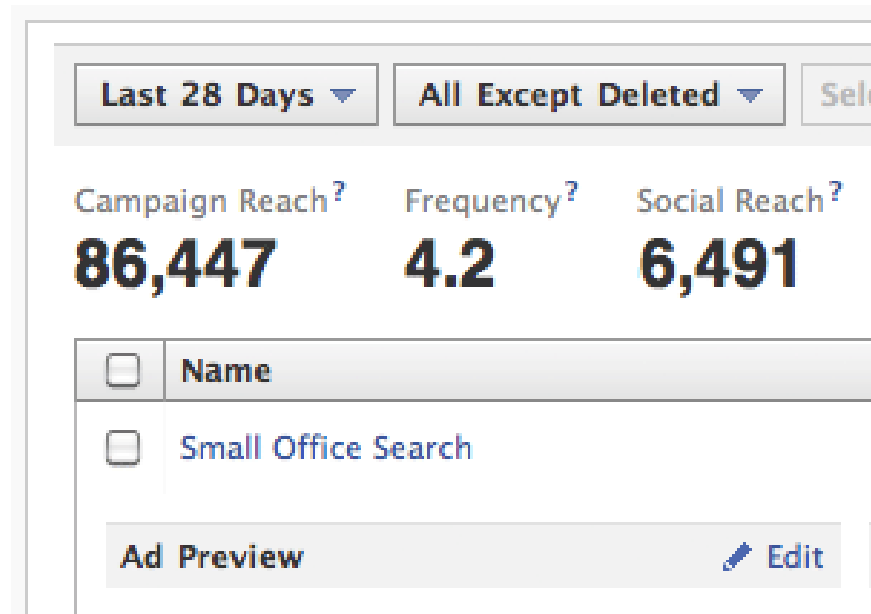 Last 28 Days All Except Deleted
Campaign Reach? Frequency? Social Reach?
86,447 4.2 6,491
Name
Small Office Search
Ad Preview Edit